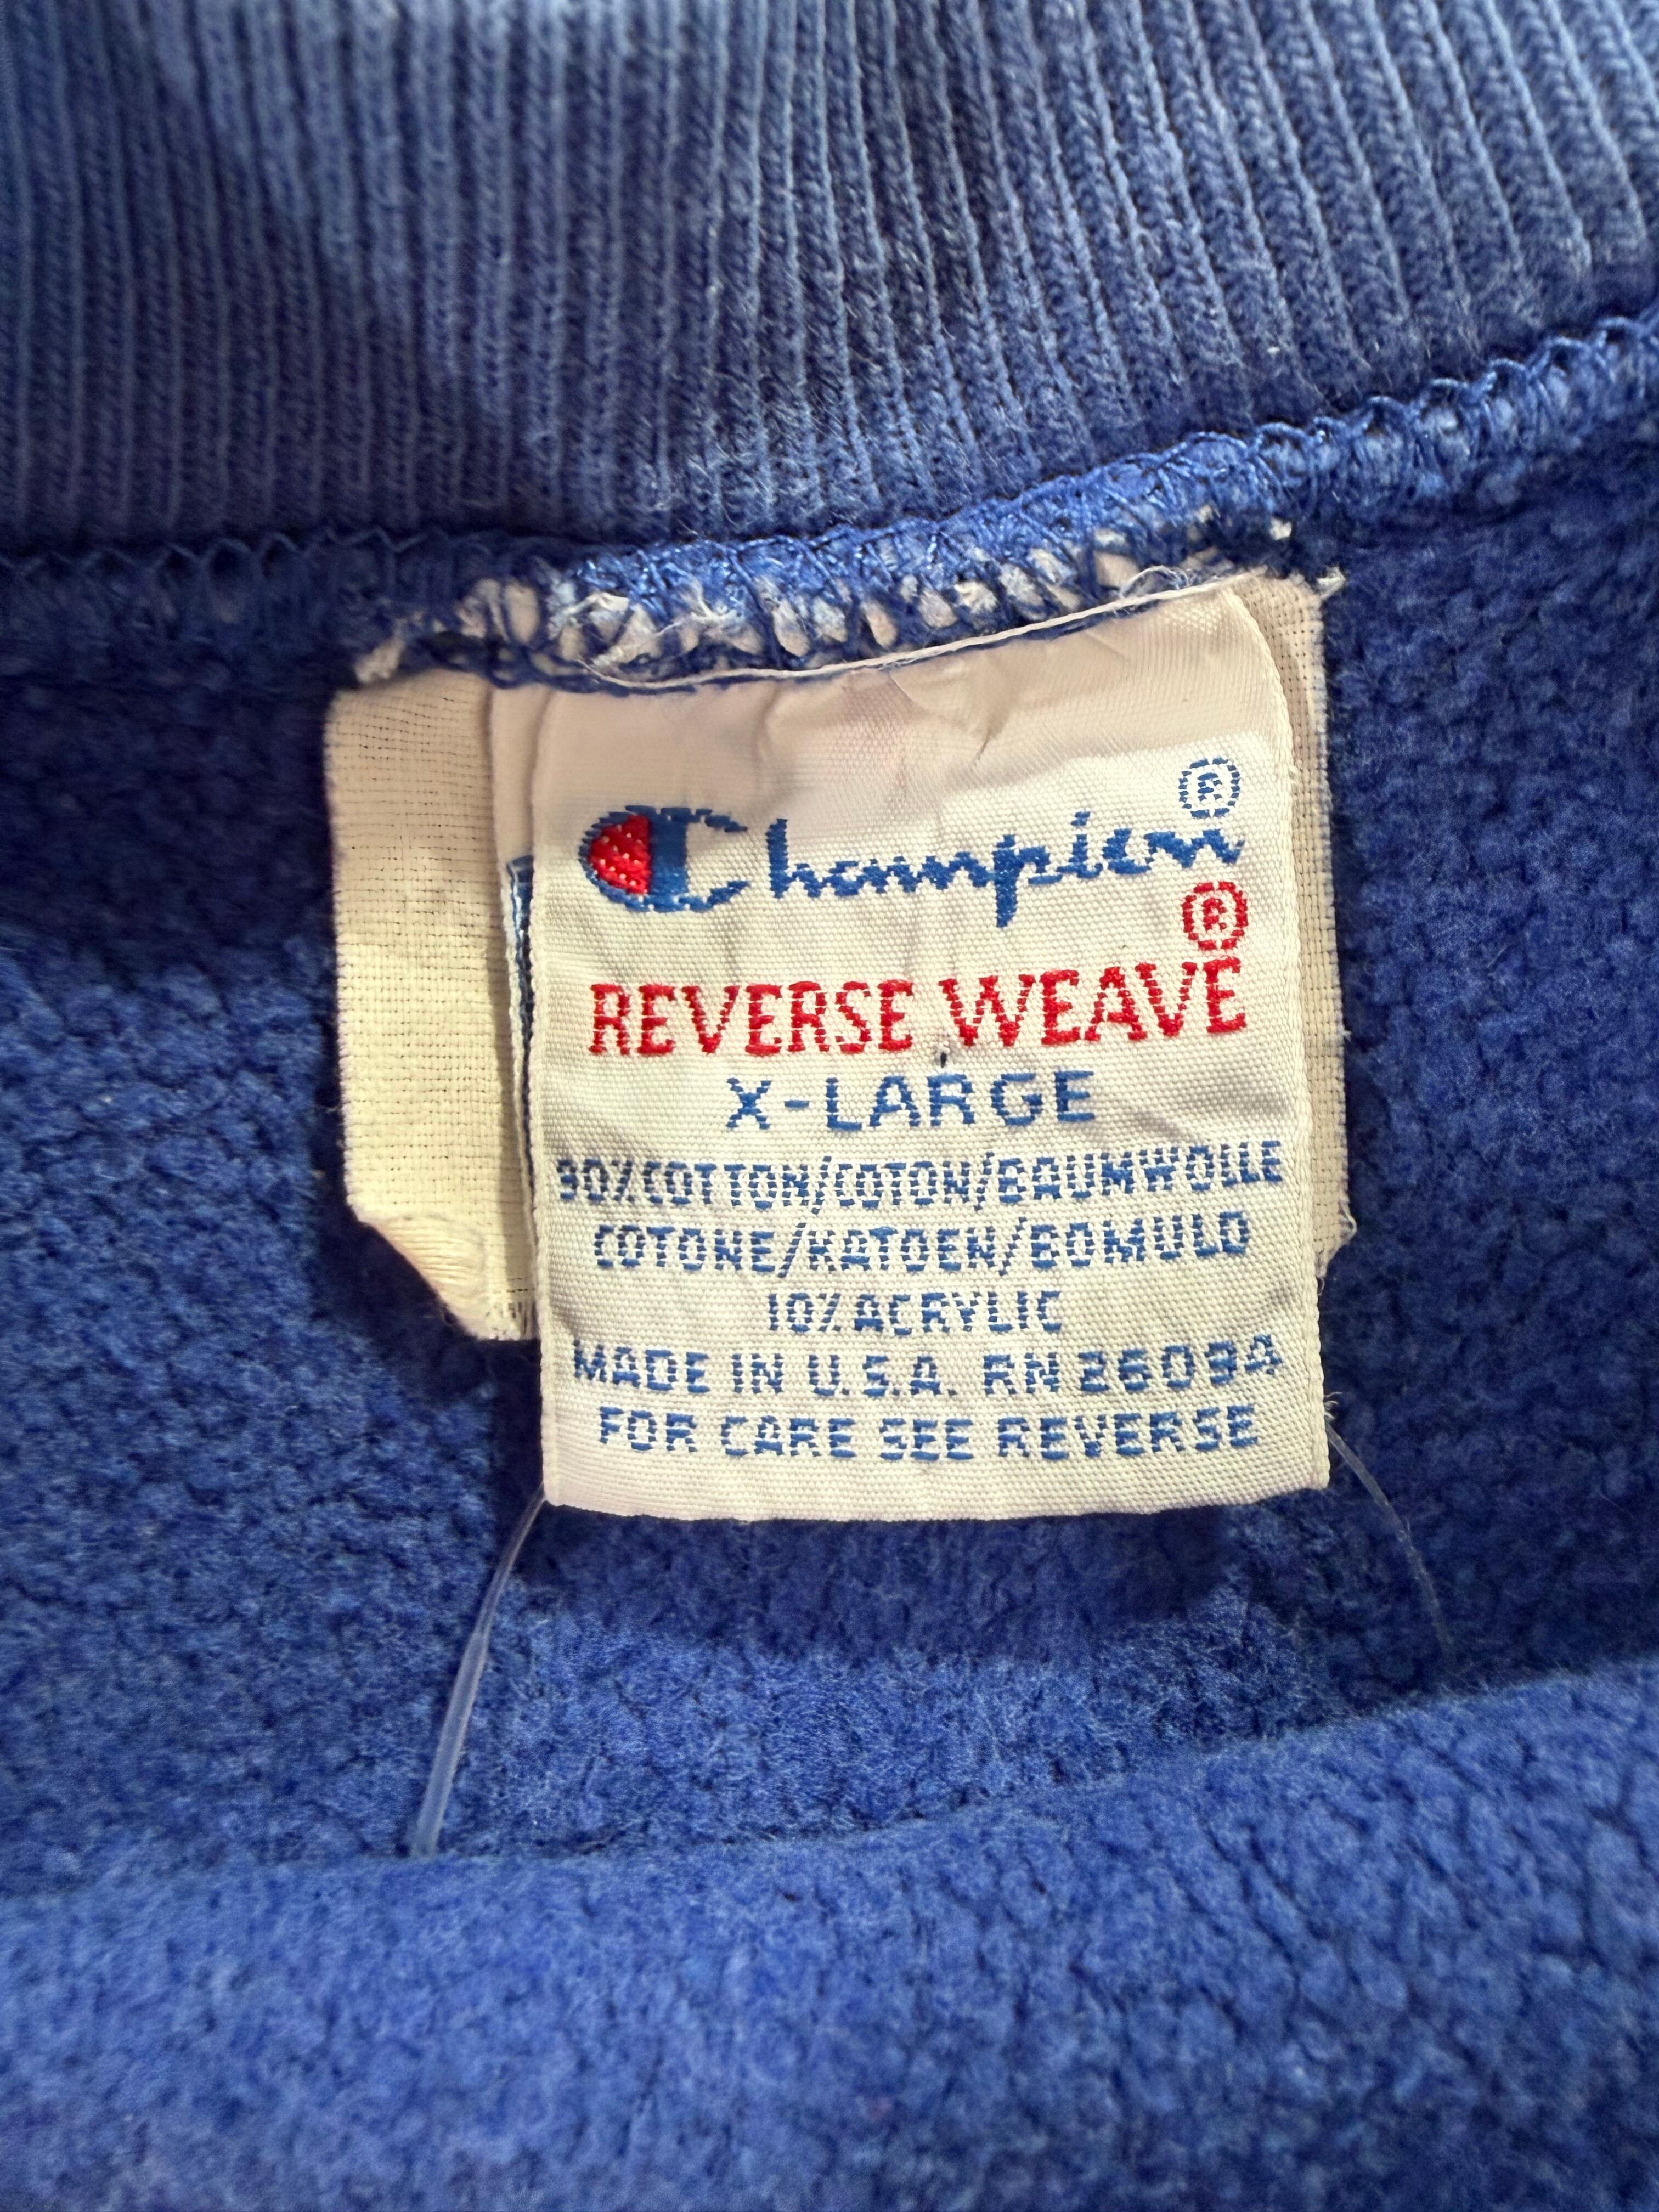 Champion®
®
REVERSE WEAVE
X-LARGE
90% COTTON/COTON/BAUMWOLLE
COTONE/KATOEN/BOMULD
10% ACRYLIC
MADE IN U.S.A. RN 26094
FOR CARE SEE REVERSE